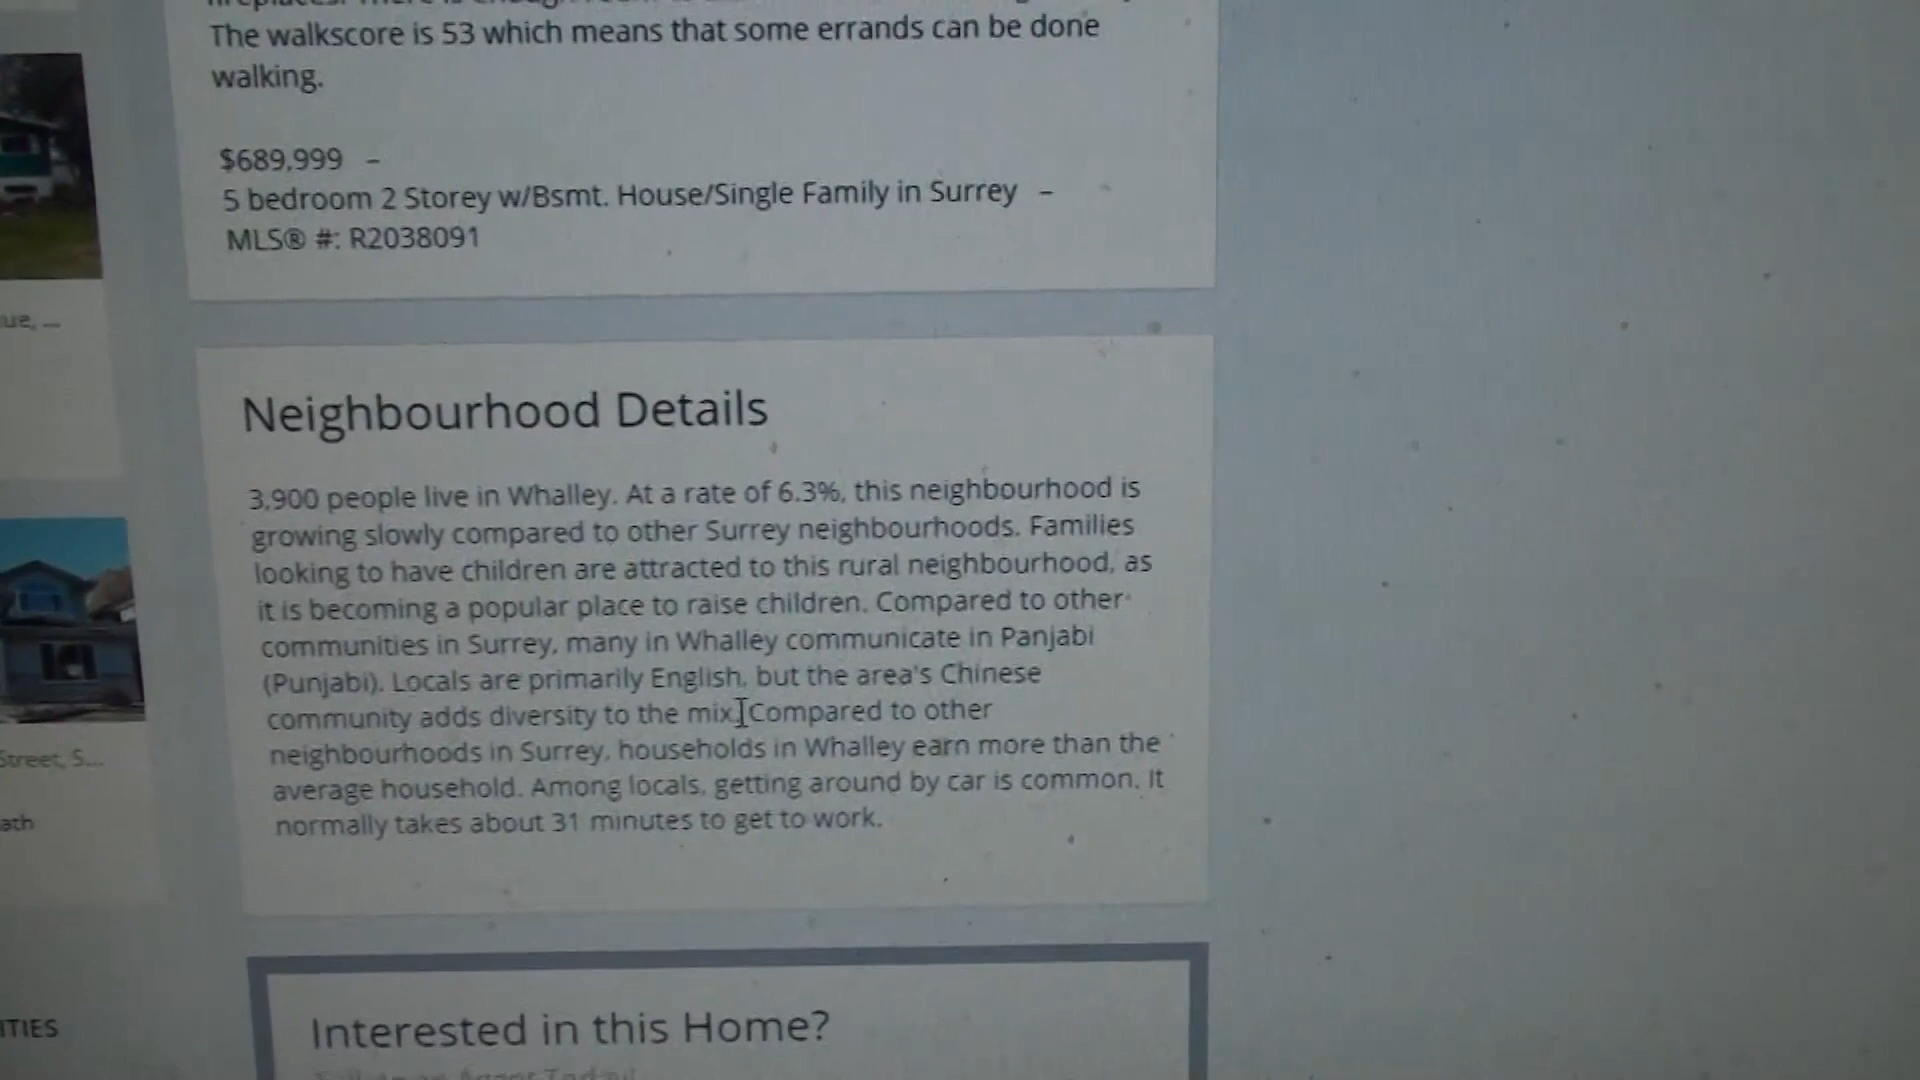 The walkscore is 53 which means that some errands can be done
walking.
$689,999 –
5 bedroom 2 Storey w/Bsmt. House/Single Family in Surrey –
MLS® #: R2038091
ue, ...
Neighbourhood Details
3,900 people live in Whalley. At a rate of 6.3%, this neighbourhood is
growing slowly compared to other Surrey neighbourhoods. Families
looking to have children are attracted to this rural neighbourhood, as
it is becoming a popular place to raise children. Compared to other
communities in Surrey, many in Whalley communicate in Panjabi
(Punjabi). Locals are primarily English, but the area's Chinese
community adds diversity to the mix. Compared to other
neighbourhoods in Surrey, households in Whalley earn more than the
average household. Among locals, getting around by car is common. It
normally takes about 31 minutes to get to work.
Street, S...
ath
ITIES
Interested in this Home?